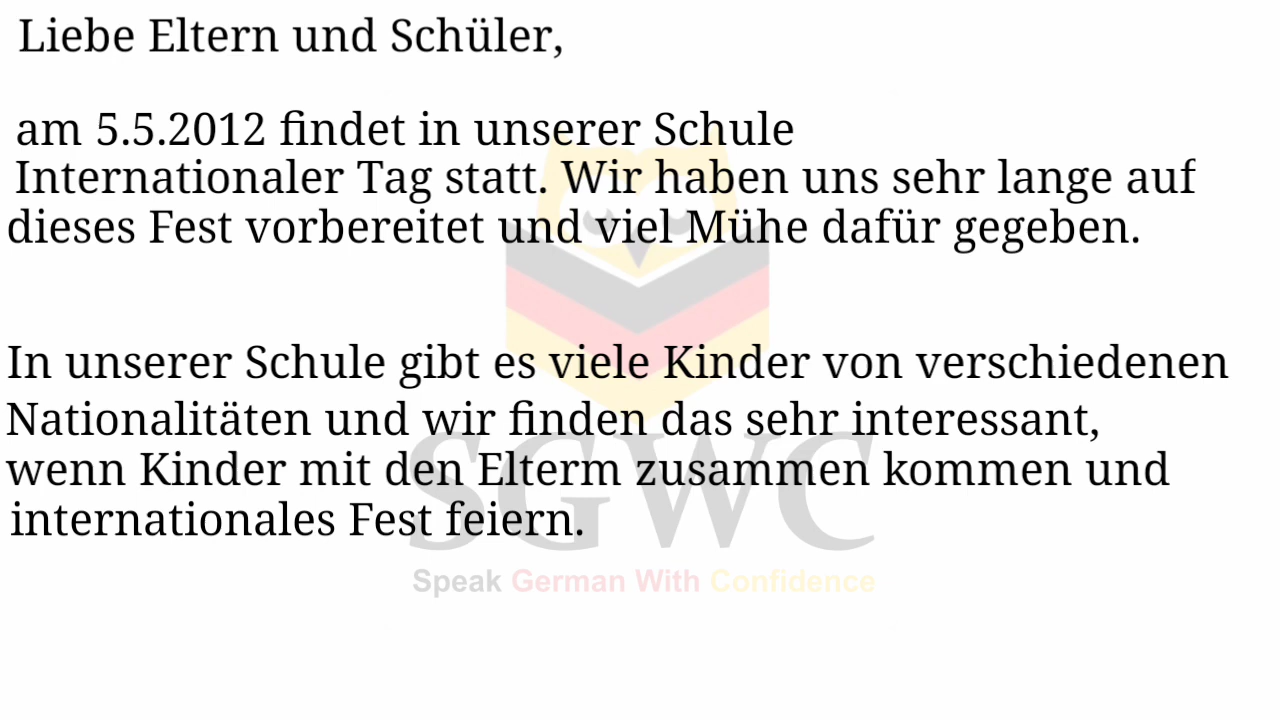 Liebe Eltern und Schüler,
am 5.5.2012 findet in unserer Schule
Internationaler Tag statt. Wir haben uns sehr lange auf
dieses Fest vorbereitet und viel Mühe dafür gegeben.
In unserer Schule gibt es viele Kinder von verschiedenen
Nationalitäten und wir finden das sehr interessant,
wenn Kinder mit den Elterm zusammen kommen und
internationales Fest feiern.
SGWC
Speak German With Confidence